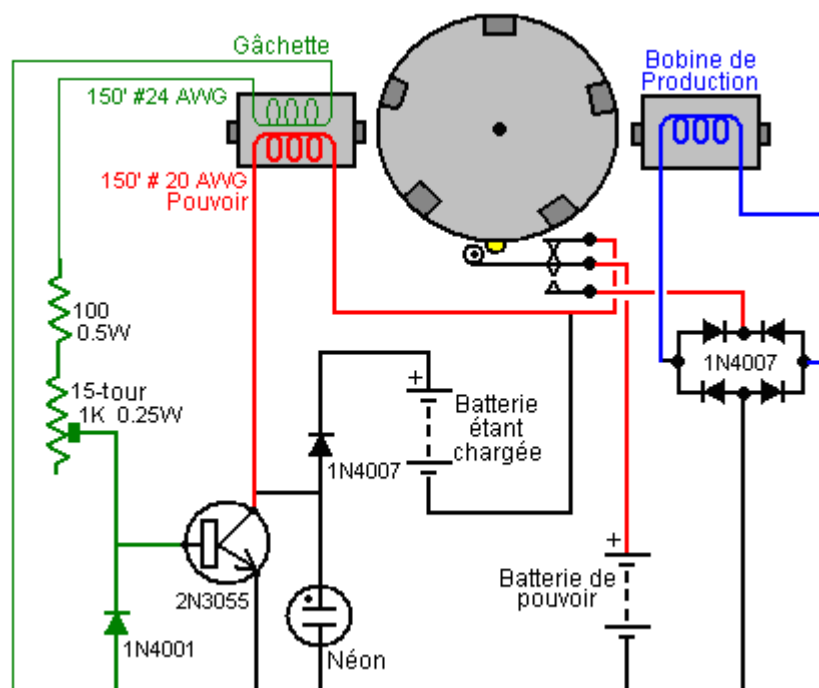 Gâchette
150' #24 AWG
150' # 20 AWG
Pouvoir
Bobine de
Production
100
0.5W
15-tour
1K 0.25W
1N4007
+
Batterie
étant
chargée
1N4007
2N3055
1N4001
Néon
+
Batterie de
pouvoir